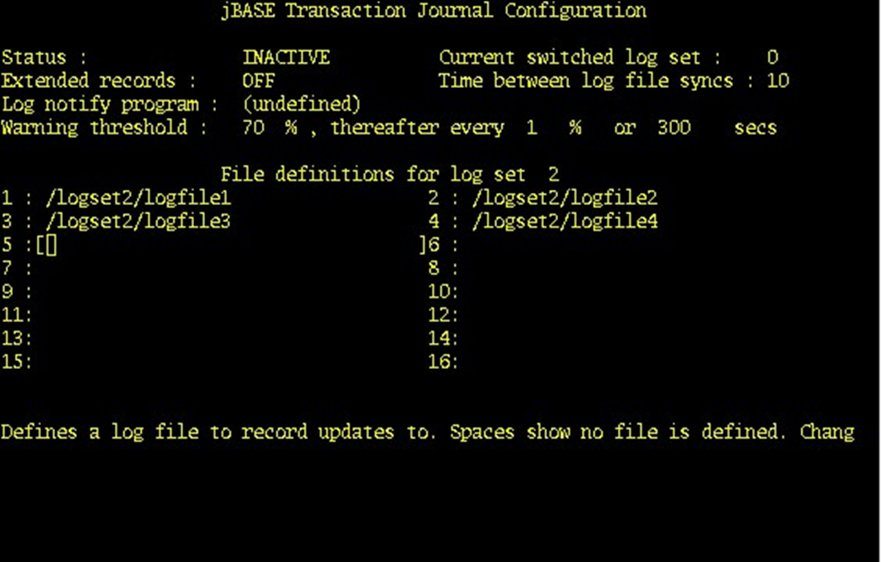 jBASE Transaction Journal Configuration
Status : INACTIVE Current switched log set : 0
Extended records : OFF Time between log file syncs : 10
Log notify program : (undefined)
Warning threshold : 70 % , thereafter every 1 % or 300 secs
File definitions for log set 2
1 : /logset2/logfile1 2 : /logset2/logfile2
3 : /logset2/logfile3 4 : /logset2/logfile4
5 :[ ]6 :
7 : 8 :
9 : 10:
11: 12:
13: 14:
15: 16:
Defines a log file to record updates to. Spaces show no file is defined. Chang